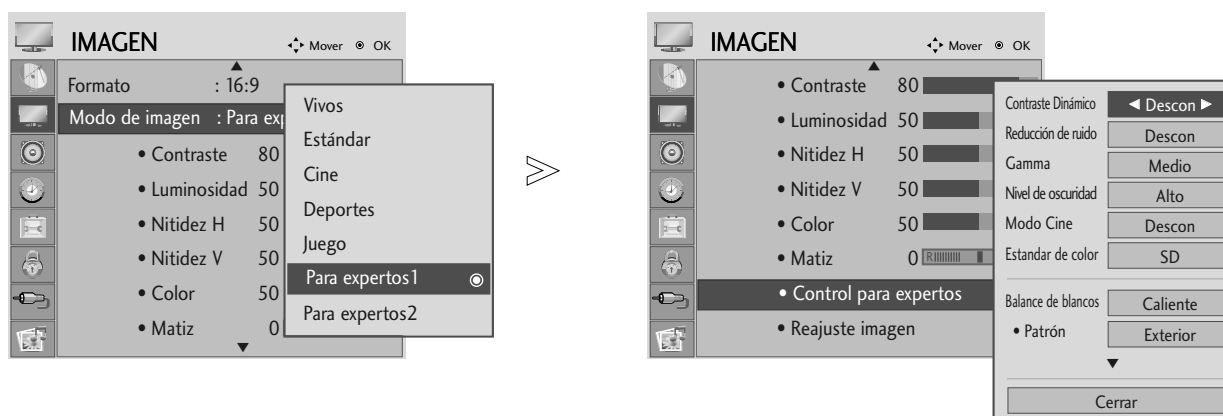 IMAGEN
Mover OK
Formato : 16:9
Modo de imagen : Para exp
• Contraste 80
• Luminosidad 50
• Nitidez H 50
• Nitidez V 50
• Color 50
• Matiz 0
Vivos
Estándar
Cine
Deportes
Juego
Para expertos1
Para expertos2
IMAGEN
Mover OK
• Contraste 80
• Luminosidad 50
• Nitidez H 50
• Nitidez V 50
• Color 50
• Matiz 0 R
• Control para expertos
• Reajuste imagen
Contraste Dinámico ◄ Descon ►
Reducción de ruido Descon
Gamma Medio
Nivel de oscuridad Alto
Modo Cine Descon
Estandar de color SD
Balance de blancos Caliente
• Patrón Exterior
Cerrar